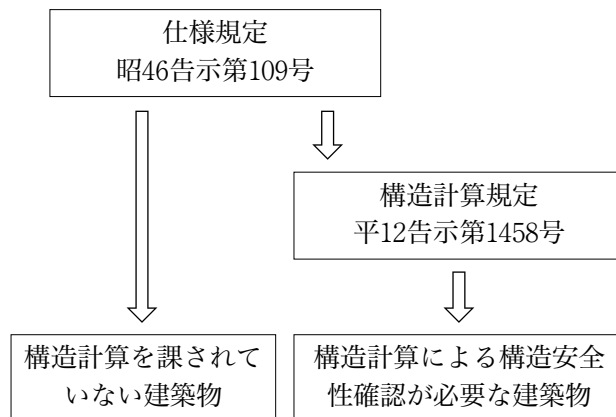 仕様規定
昭46告示第109号
構造計算規定
平12告示第1458号
構造計算を課されて
いない建築物
構造計算による構造安全
性確認が必要な建築物